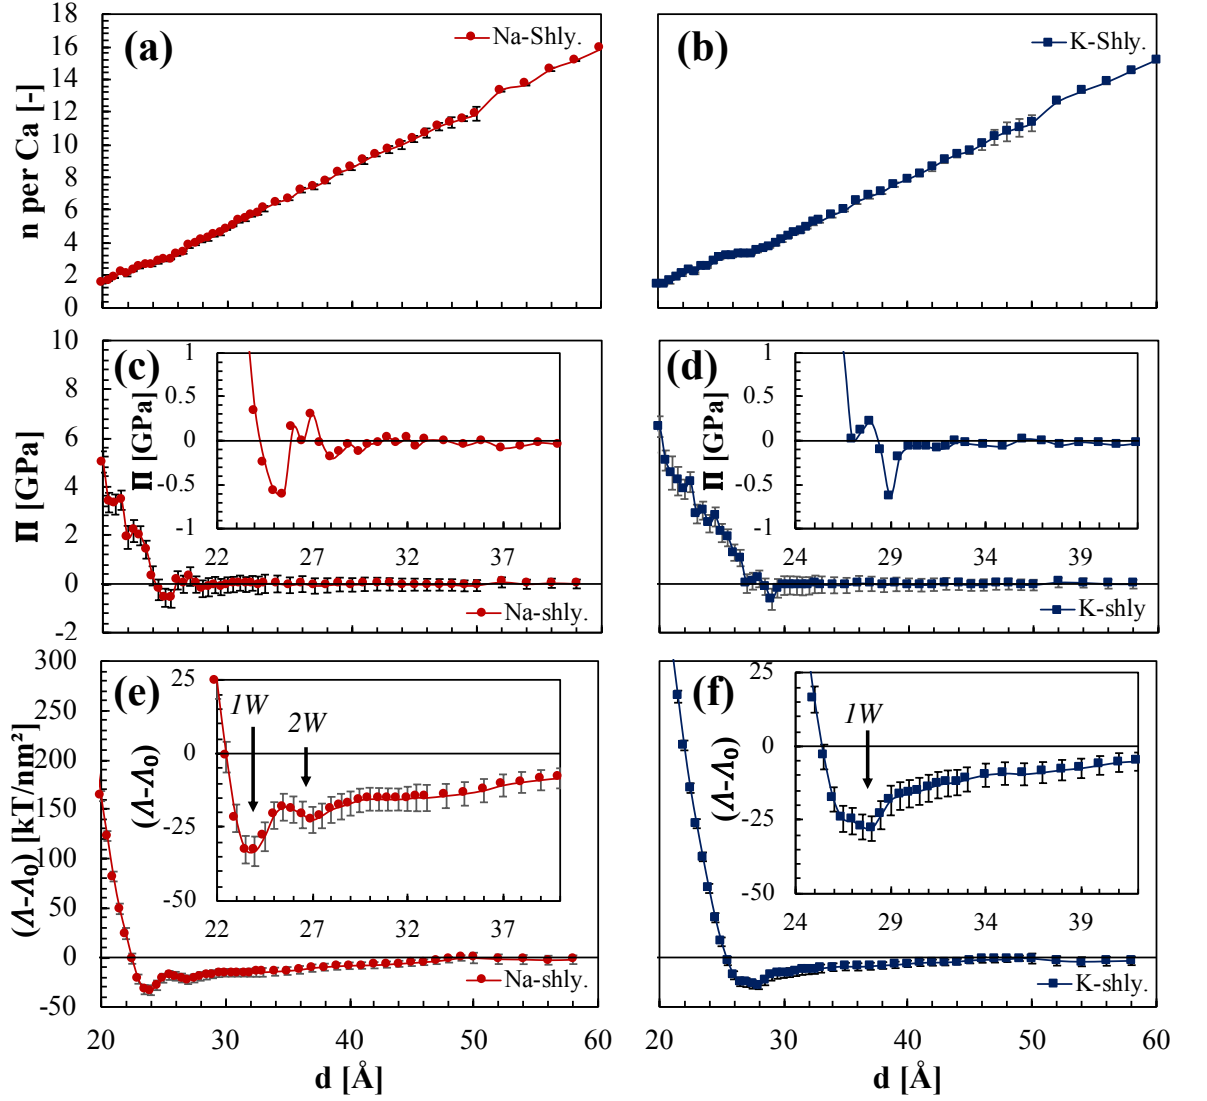 (a)
Na-Shly.
n per Ca [-]
18
16
14
12
10
8
6
4
2
0
(b)
K-Shly.
(c)
Π [GPa]
10
8
6
4
2
0
-2
Π [GPa]
1
0.5
0
-0.5
-1
22 27 32 37
Na-shly.
(d)
Π [GPa]
1
0.5
0
-0.5
-1
24 29 34 39
K-shly
(e)
(Λ-Λ₀) [kT/nm²]
300
250
200
150
100
50
0
-50
(Λ-Λ₀)
25
0
-25
-50
1W
2W
22 27 32 37
Na-shly.
20 30 40 50 60
d [Å]
(f)
(Λ-Λ₀)
25
0
-25
-50
1W
24 29 34 39
K-shly.
20 30 40 50 60
d [Å]